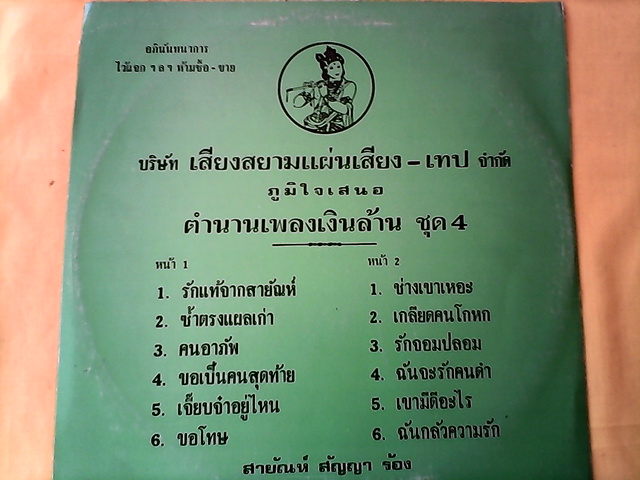 อภินันทนาการ
ไว้แจก ฯลฯ ห้ามซื้อ-ขาย
บริษัท เสียงสยามแผ่นเสียง - เทป จำกัด
ภูมิใจเสนอ
ตำนานเพลงเงินล้าน ชุด 4
หน้า 1
1. รักแท้จากสายัณห์
2. ซ้ำตรงแผลเก่า
3. คนอาภัพ
4. ขอเป็นคนสุดท้าย
5. เจี๊ยบจ๋าอยู่ไหน
6. ขอโทษ
หน้า 2
1. ช่างเขาเหอะ
2. เกลียดคนโกหก
3. รักจอมปลอม
4. ฉันจะรักคนดำ
5. เขามีดีอะไร
6. ฉันกลัวความรัก
สายัณห์ สัญญา ร้อง